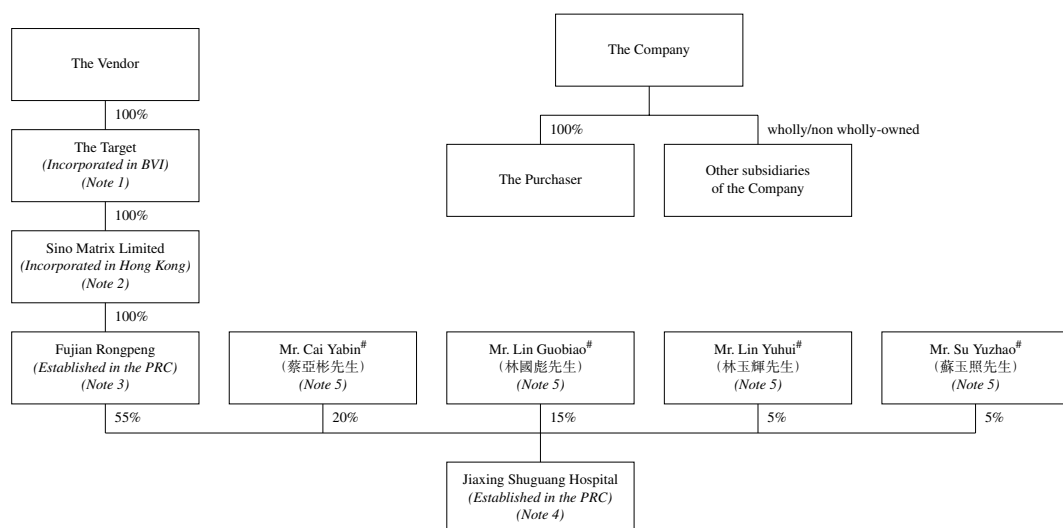 The Vendor
The Company
100%
100%
wholly/non wholly-owned
The Target
(Incorporated in BVI)
(Note 1)
The Purchaser
Other subsidiaries
of the Company
100%
Sino Matrix Limited
(Incorporated in Hong Kong)
(Note 2)
100%
Fujian Rongpeng
(Established in the PRC)
(Note 3)
Mr. Cai Yabin#
(蔡亞彬先生)
(Note 5)
Mr. Lin Guobiao#
(林國彪先生)
(Note 5)
Mr. Lin Yuhui#
(林玉輝先生)
(Note 5)
Mr. Su Yuzhao#
(蘇玉照先生)
(Note 5)
55%
20%
15%
5%
5%
Jiaxing Shuguang Hospital
(Established in the PRC)
(Note 4)